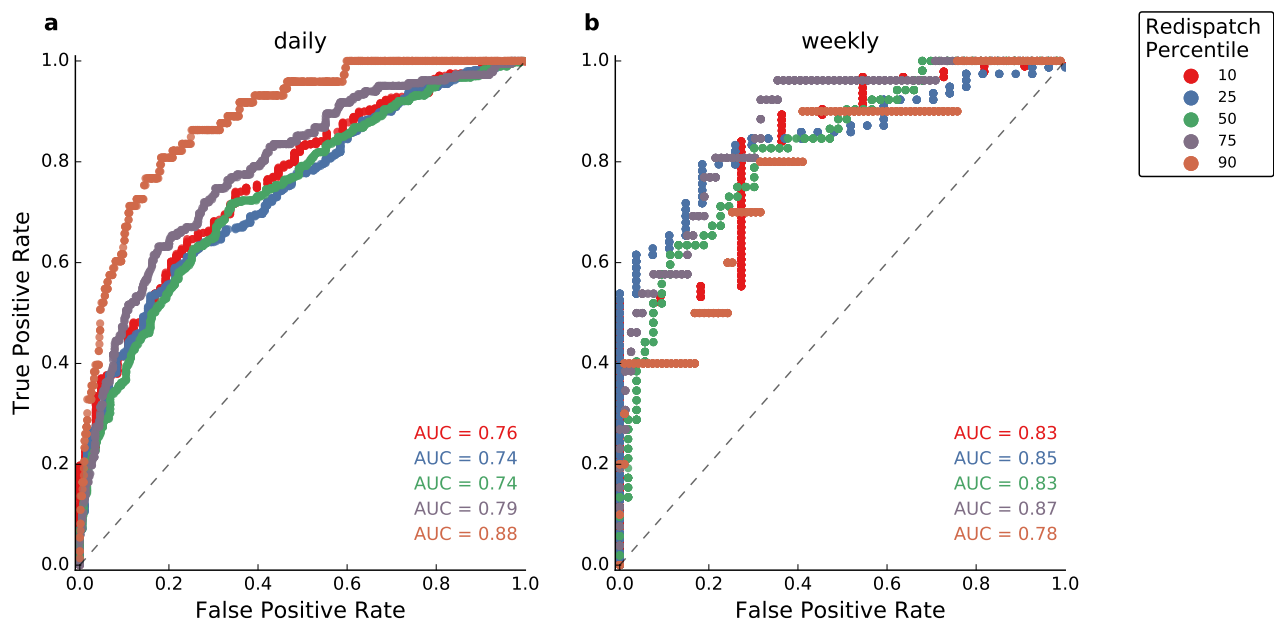 a
daily
True Positive Rate
1.0
0.8
0.6
0.4
0.2
0.0
0.0
0.2
0.4
0.6
0.8
1.0
False Positive Rate
AUC = 0.76
AUC = 0.74
AUC = 0.74
AUC = 0.79
AUC = 0.88
b
weekly
1.0
0.8
0.6
0.4
0.2
0.0
0.0
0.2
0.4
0.6
0.8
1.0
False Positive Rate
AUC = 0.83
AUC = 0.85
AUC = 0.83
AUC = 0.87
AUC = 0.78
Redispatch
Percentile
10
25
50
75
90